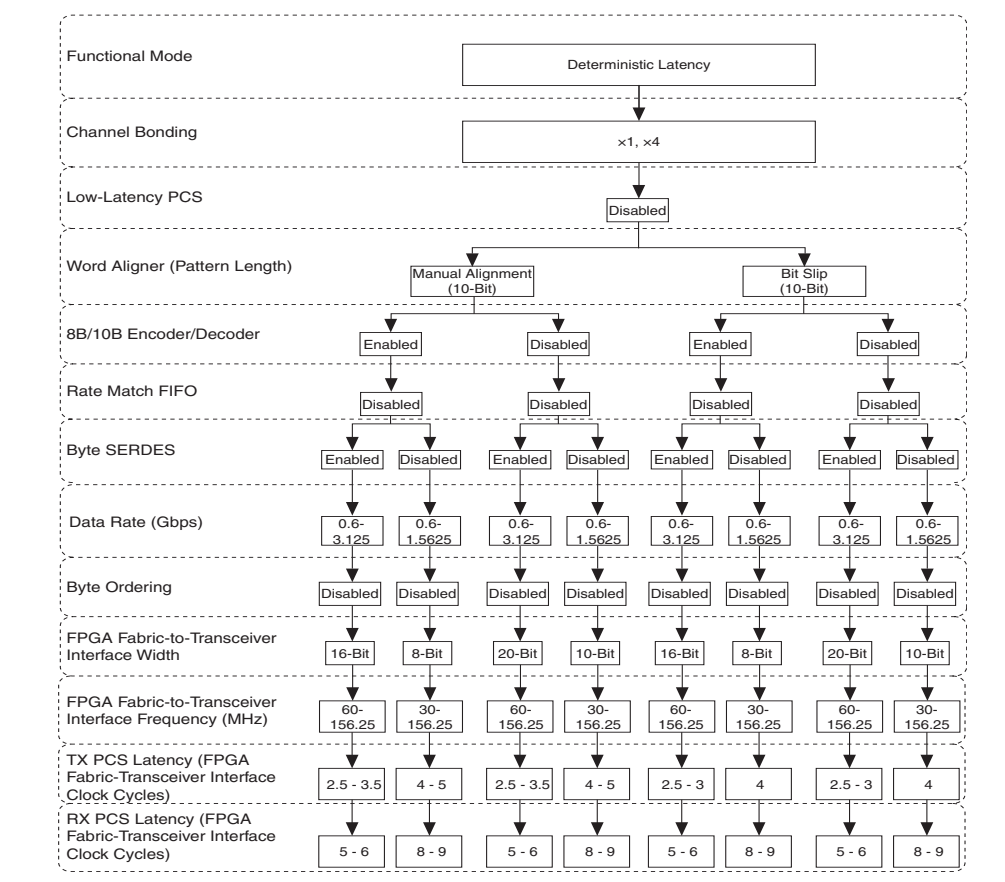 Functional Mode
Deterministic Latency
Channel Bonding
×1, ×4
Low-Latency PCS
Disabled
Word Aligner (Pattern Length)
Manual Alignment
(10-Bit)
Bit Slip
(10-Bit)
8B/10B Encoder/Decoder
Enabled Disabled Enabled Disabled
Rate Match FIFO
Disabled Disabled Disabled Disabled
Byte SERDES
Enabled Disabled Enabled Disabled Enabled Disabled Enabled Disabled
Data Rate (Gbps)
0.6- 0.6- 0.6- 0.6- 0.6- 0.6- 0.6- 0.6-
3.125 1.5625 3.125 1.5625 3.125 1.5625 3.125 1.5625
Byte Ordering
Disabled Disabled Disabled Disabled Disabled Disabled Disabled Disabled
FPGA Fabric-to-Transceiver
Interface Width
16-Bit 8-Bit 20-Bit 10-Bit 16-Bit 8-Bit 20-Bit 10-Bit
FPGA Fabric-to-Transceiver
Interface Frequency (MHz)
60- 30- 60- 30- 60- 30- 60- 30-
156.25 156.25 156.25 156.25 156.25 156.25 156.25 156.25
TX PCS Latency (FPGA
Fabric-Transceiver Interface
Clock Cycles)
2.5 - 3.5 4 - 5 2.5 - 3.5 4 - 5 2.5 - 3 4 2.5 - 3 4
RX PCS Latency (FPGA
Fabric-Transceiver Interface
Clock Cycles)
5 - 6 8 - 9 5 - 6 8 - 9 5 - 6 8 - 9 5 - 6 8 - 9